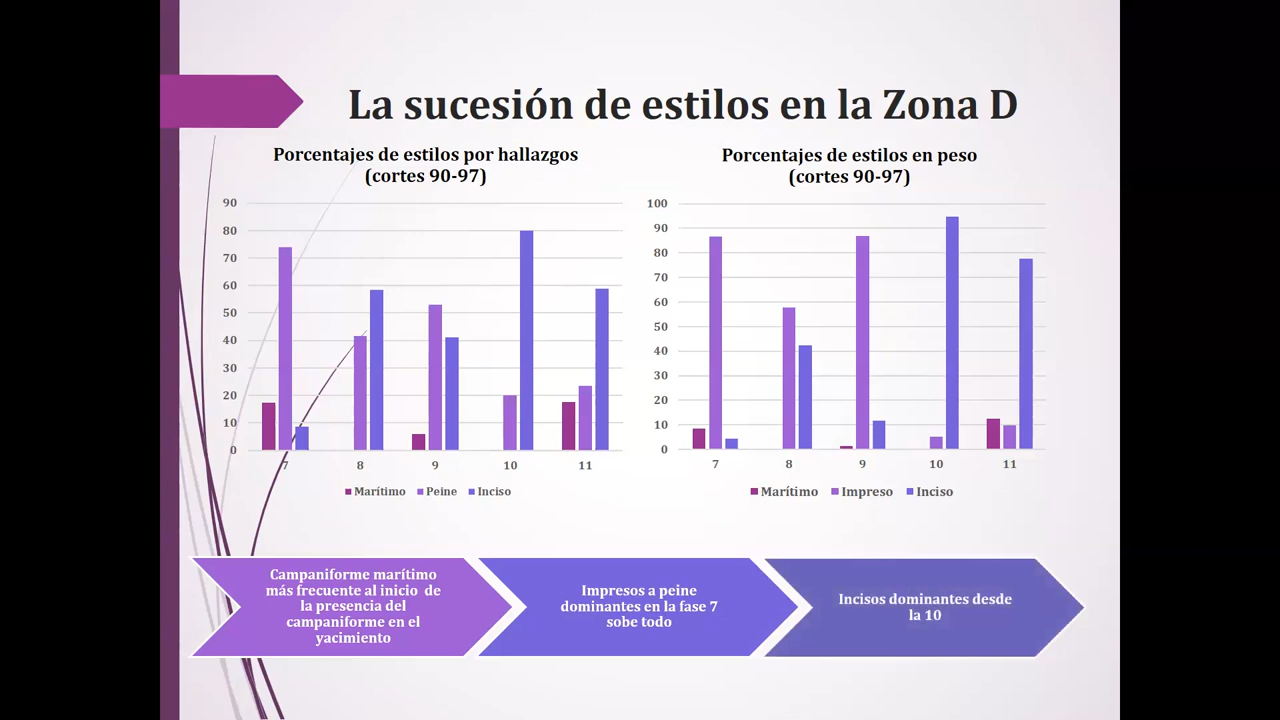 La sucesión de estilos en la Zona D
Porcentajes de estilos por hallazgos
(cortes 90-97)
90
80
70
60
50
40
30
20
10
0
7 8 9 10 11
Marítimo Peine Inciso
Porcentajes de estilos en peso
(cortes 90-97)
100
90
80
70
60
50
40
30
20
10
0
7 8 9 10 11
Marítimo Impreso Inciso
Campaniforme marítimo
más frecuente al inicio de
la presencia del
campaniforme en el
yacimiento
Impresos a peine
dominantes en la fase 7
sobe todo
Incisos dominantes desde
la 10